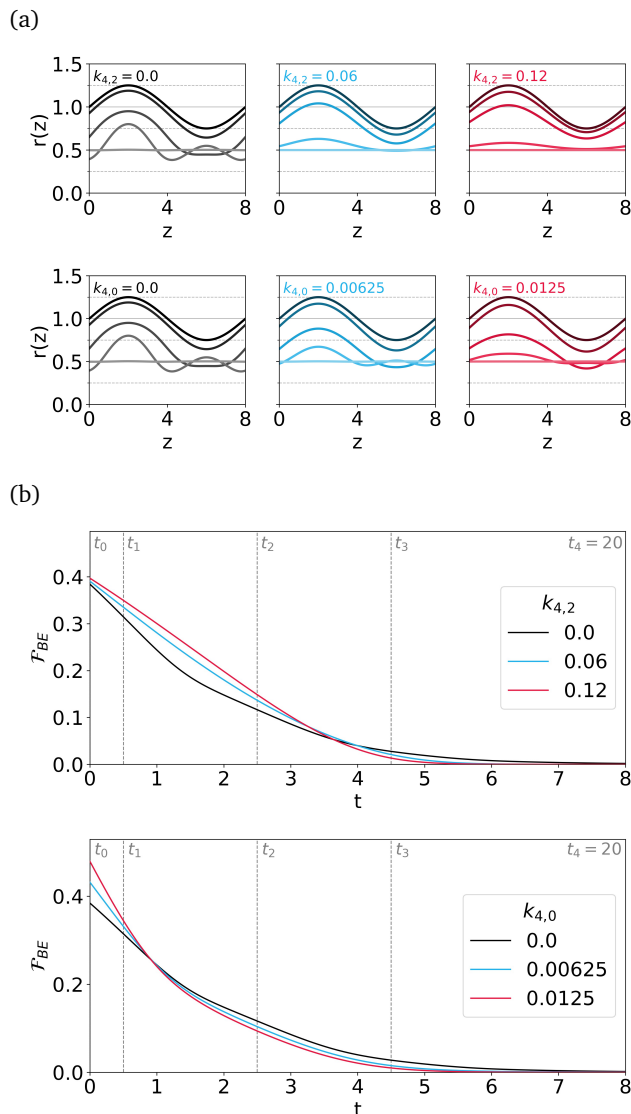 (a)
k4,2 = 0.0
k4,2 = 0.06
k4,2 = 0.12
1.5
1.0
0.5
0.0
r(z)
0 4 8
0 4 8
0 4 8
z z z
k4,0 = 0.0
k4,0 = 0.00625
k4,0 = 0.0125
1.5
1.0
0.5
0.0
r(z)
0 4 8
0 4 8
0 4 8
z z z
(b)
t0 t1 t2 t3 t4 = 20
0.4
0.3
0.2
0.1
0.0
ℱBE
k4,2
0.0
0.06
0.12
0 1 2 3 4 5 6 7 8
t
t0 t1 t2 t3 t4 = 20
0.4
0.2
0.0
ℱBE
k4,0
0.0
0.00625
0.0125
0 1 2 3 4 5 6 7 8
t